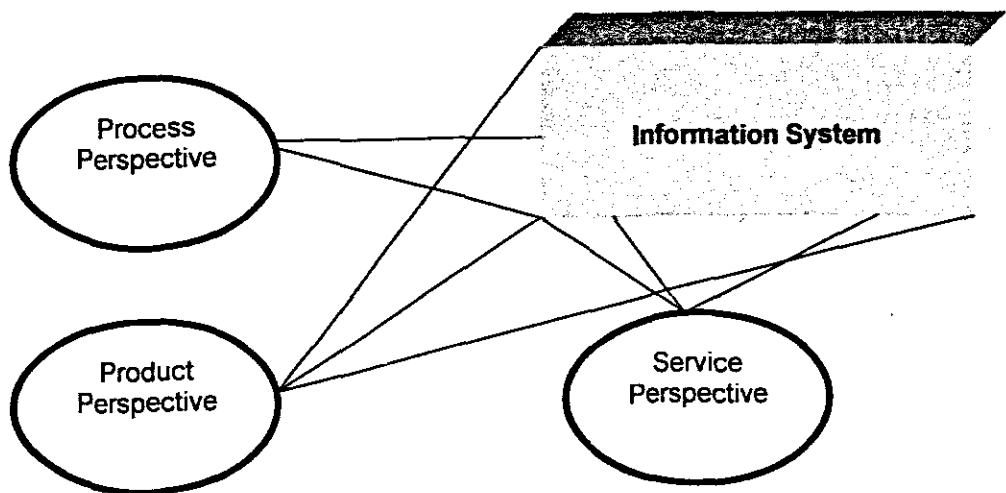 Process
Perspective
Information System
Product
Perspective
Service
Perspective